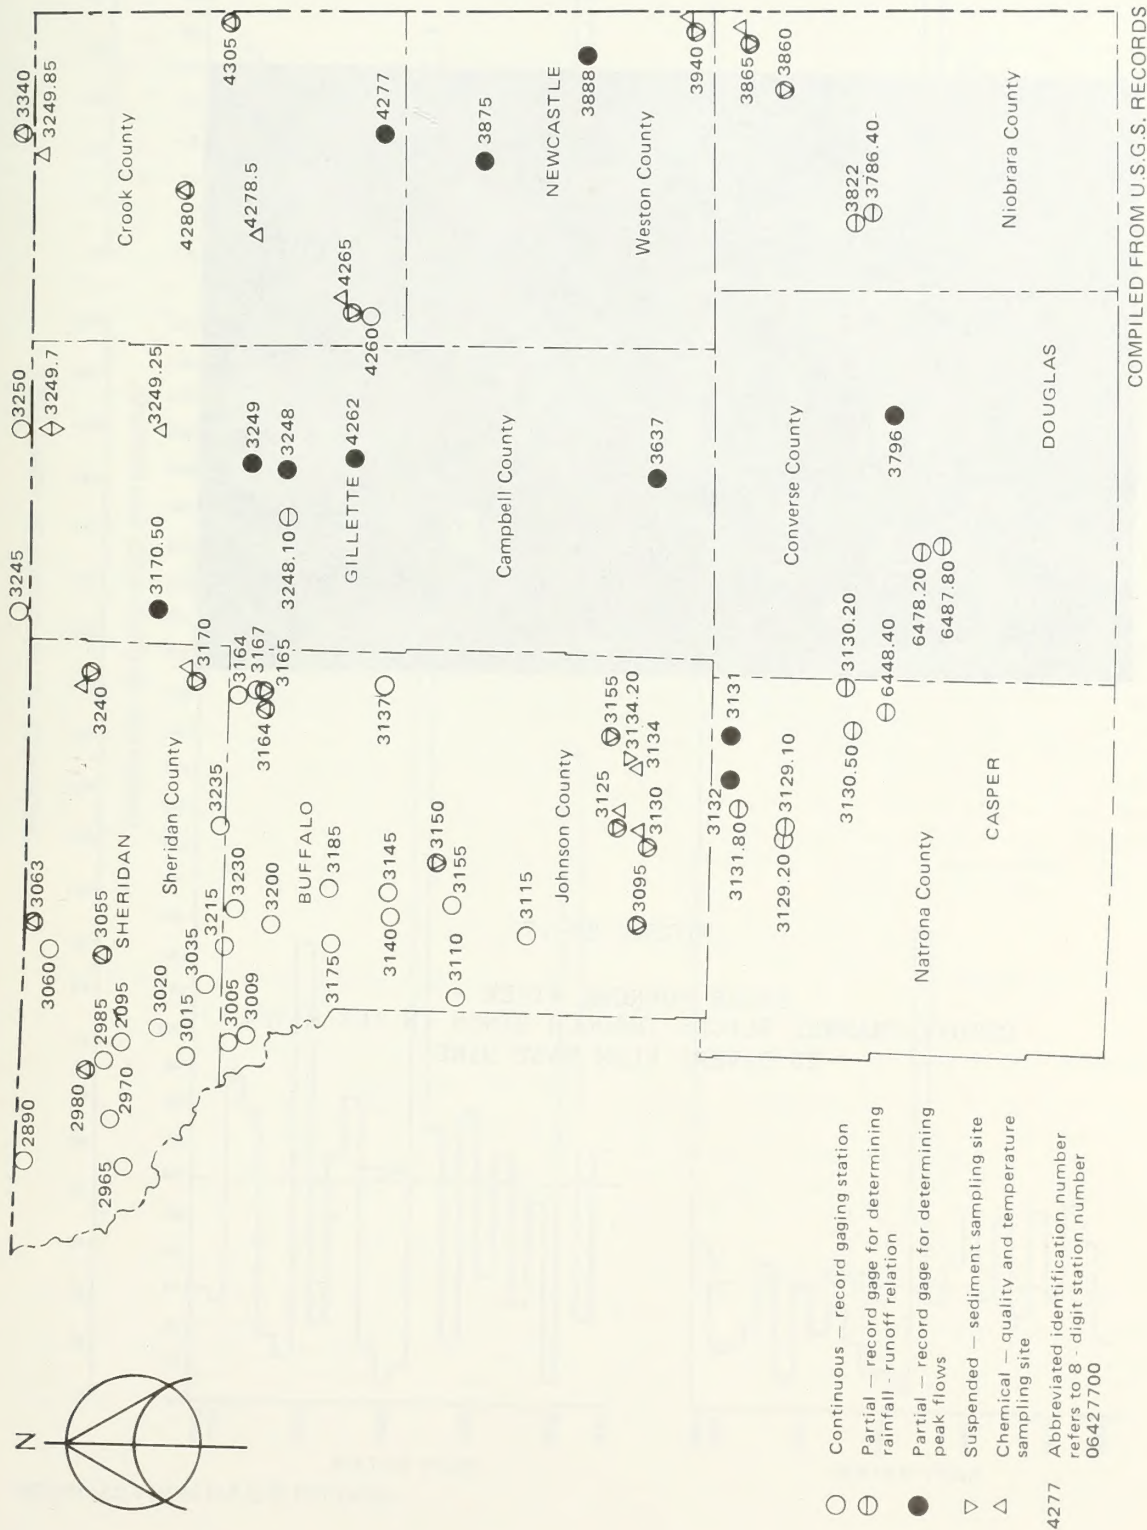 N
2890
2965
2970
2980
2985
2095
3020
3015
3035
3005
3009
3060
3063
3055
SHERIDAN
Sheridan County
3215
3230
3235
3200
BUFFALO
3240
3170
3164
3167
3165
3164
3137
3175
3185
3140
3145
3150
3155
3110
3115
Johnson County
3125
3155
3134.20
3134
3130
3095
3245
3250
3249.7
3170.50
3249.25
3249
3248
3248.10
GILLETTE
4262
Campbell County
3637
3340
3249.85
Crook County
4305
4280
4278.5
4265
4260
4277
3875
NEWCASTLE
3888
Weston County
3940
3865
3860
3822
3786.40
Niobrara County
3132
3131
3131.80
3129.10
3129.20
3130.50
3130.20
6448.40
CASPER
Natrona County
Converse County
6478.20
6487.80
3796
DOUGLAS
Continuous — record gaging station
Partial — record gage for determining
rainfall - runoff relation
Partial — record gage for determining
peak flows
Suspended — sediment sampling site
Chemical — quality and temperature
sampling site
4277 Abbreviated identification number
refers to 8 - digit station number
06427700
COMPILED FROM U.S.G.S. RECORDS